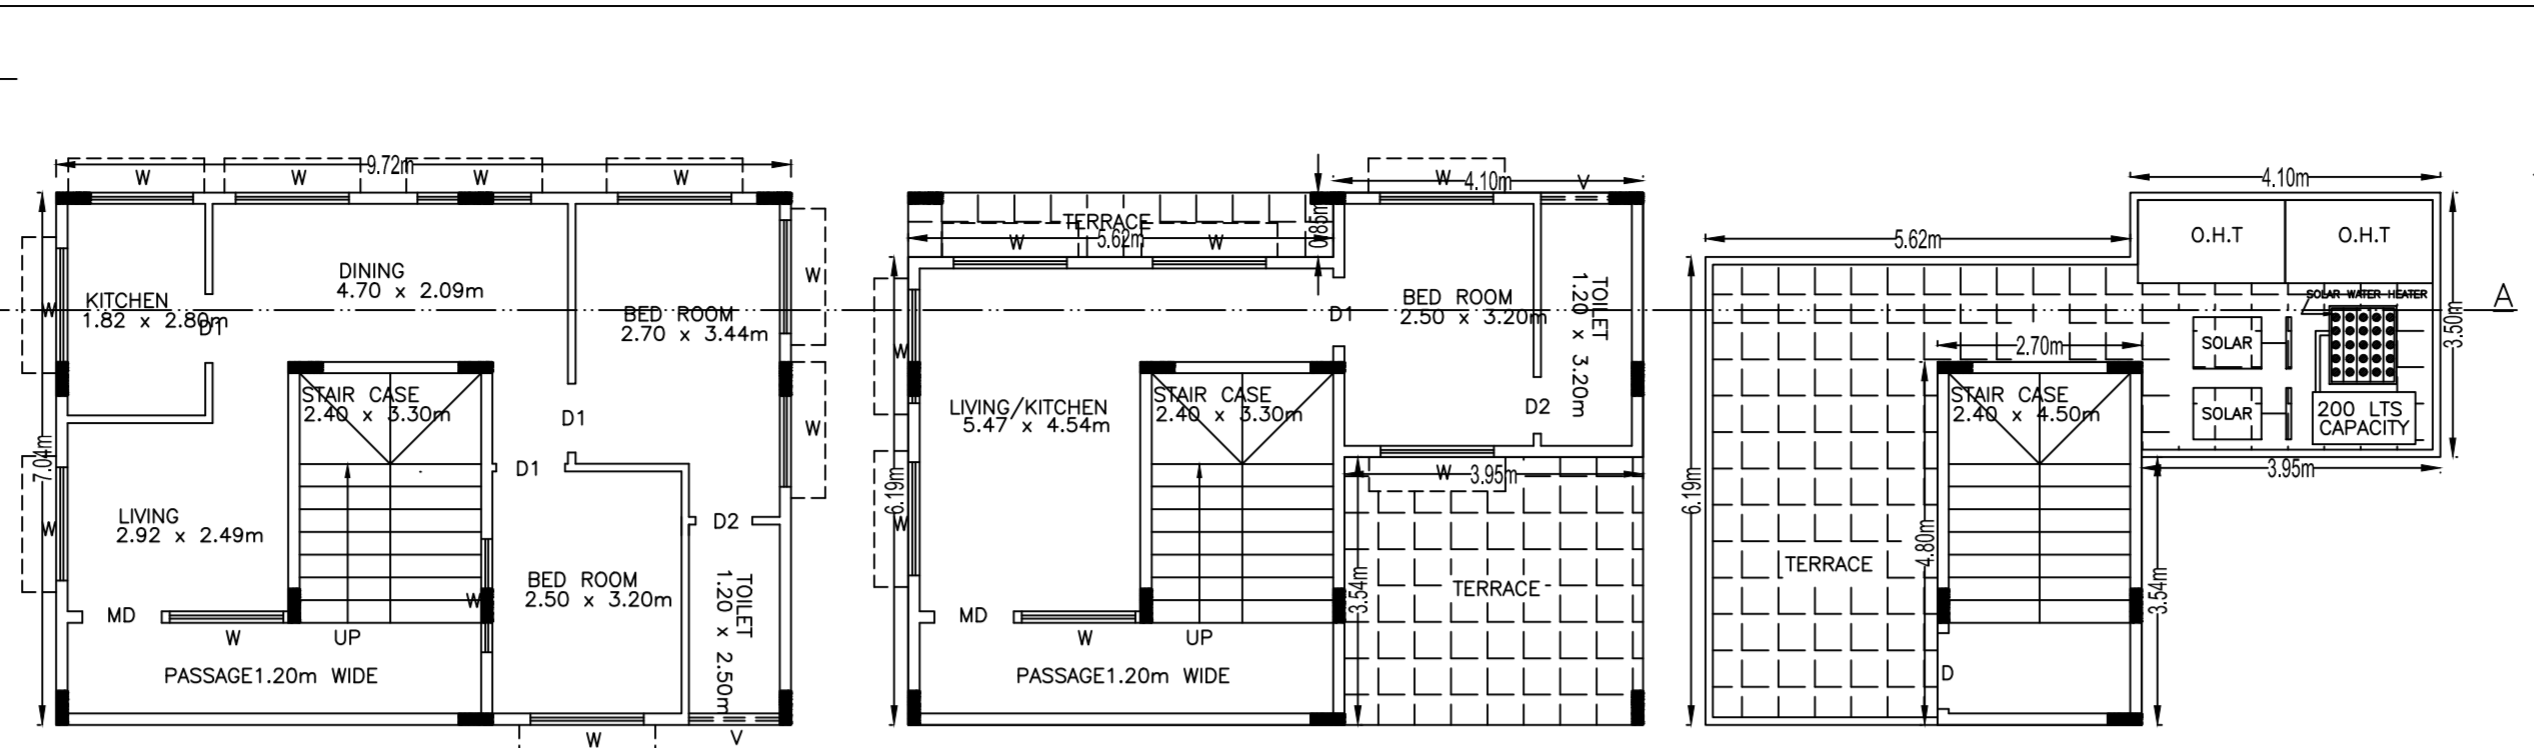 9.72m
W
W
W
W
7.04m
W
W
W
W
KITCHEN
1.82 x 2.80m
D1
DINING
4.70 x 2.09m
BED ROOM
2.70 x 3.44m
STAIR CASE
2.40 x 3.30m
D1
D1
LIVING
2.92 x 2.49m
D2
BED ROOM
2.50 x 3.20m
TOILET
1.20 x 2.50m
W
MD
W
UP
PASSAGE1.20m WIDE
W
V
TERRACE
5.62m
W
W
0.85m
W
4.10m
V
6.19m
W
W
D1
BED ROOM
2.50 x 3.20m
TOILET
1.20 x 3.20m
LIVING/KITCHEN
5.47 x 4.54m
STAIR CASE
2.40 x 3.30m
D2
W
3.95m
3.54m
TERRACE
MD
W
UP
PASSAGE1.20m WIDE
4.10m
5.62m
O.H.T
O.H.T
SOLAR WATER HEATER
A
3.50m
2.70m
SOLAR
SOLAR
200 LTS
CAPACITY
STAIR CASE
2.40 x 4.50m
3.95m
6.19m
4.80m
TERRACE
3.54m
D